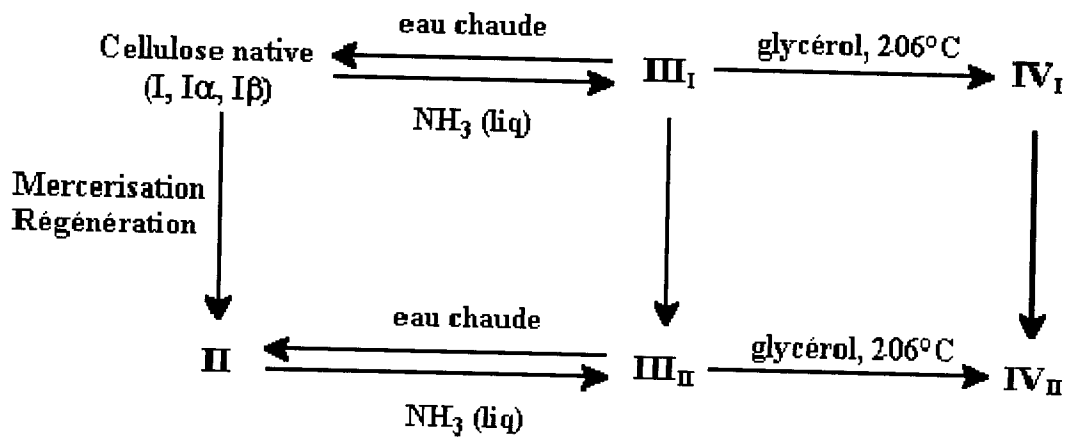 eau chaude
Cellulose native
(I, Iα, Iβ)
III_I
glycérol, 206°C
IV_I
NH₃ (liq)
Mercerisation
Régénération
eau chaude
II
III_II
glycérol, 206°C
IV_II
NH₃ (liq)